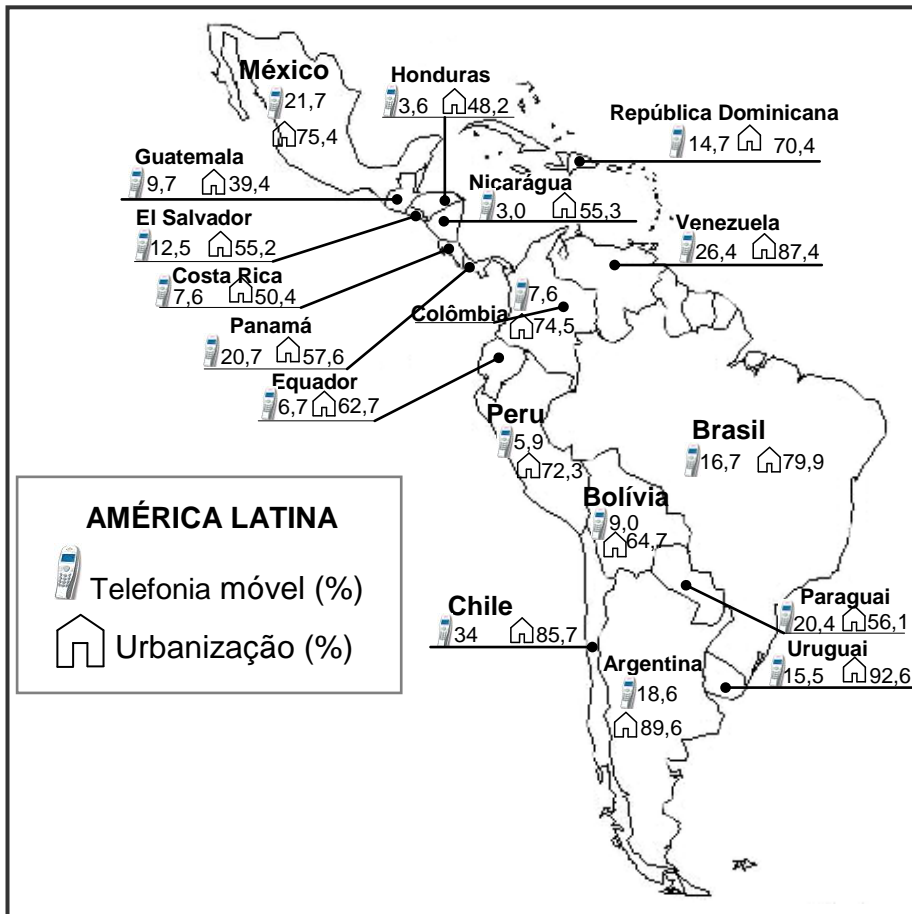 México
21,7
75,4
Honduras
3,6 48,2
República Dominicana
14,7 70,4
Guatemala
9,7 39,4
Nicarágua
3,0 55,3
El Salvador
12,5 55,2
Venezuela
26,4 87,4
Costa Rica
7,6 50,4
7,6
Colômbia
74,5
Panamá
20,7 57,6
Equador
6,7 62,7
Peru
5,9
72,3
Brasil
16,7 79,9
Bolívia
9,0
64,7
AMÉRICA LATINA
Telefonia móvel (%)
Urbanização (%)
Chile
34 85,7
Paraguai
20,4 56,1
Uruguai
15,5 92,6
Argentina
18,6
89,6